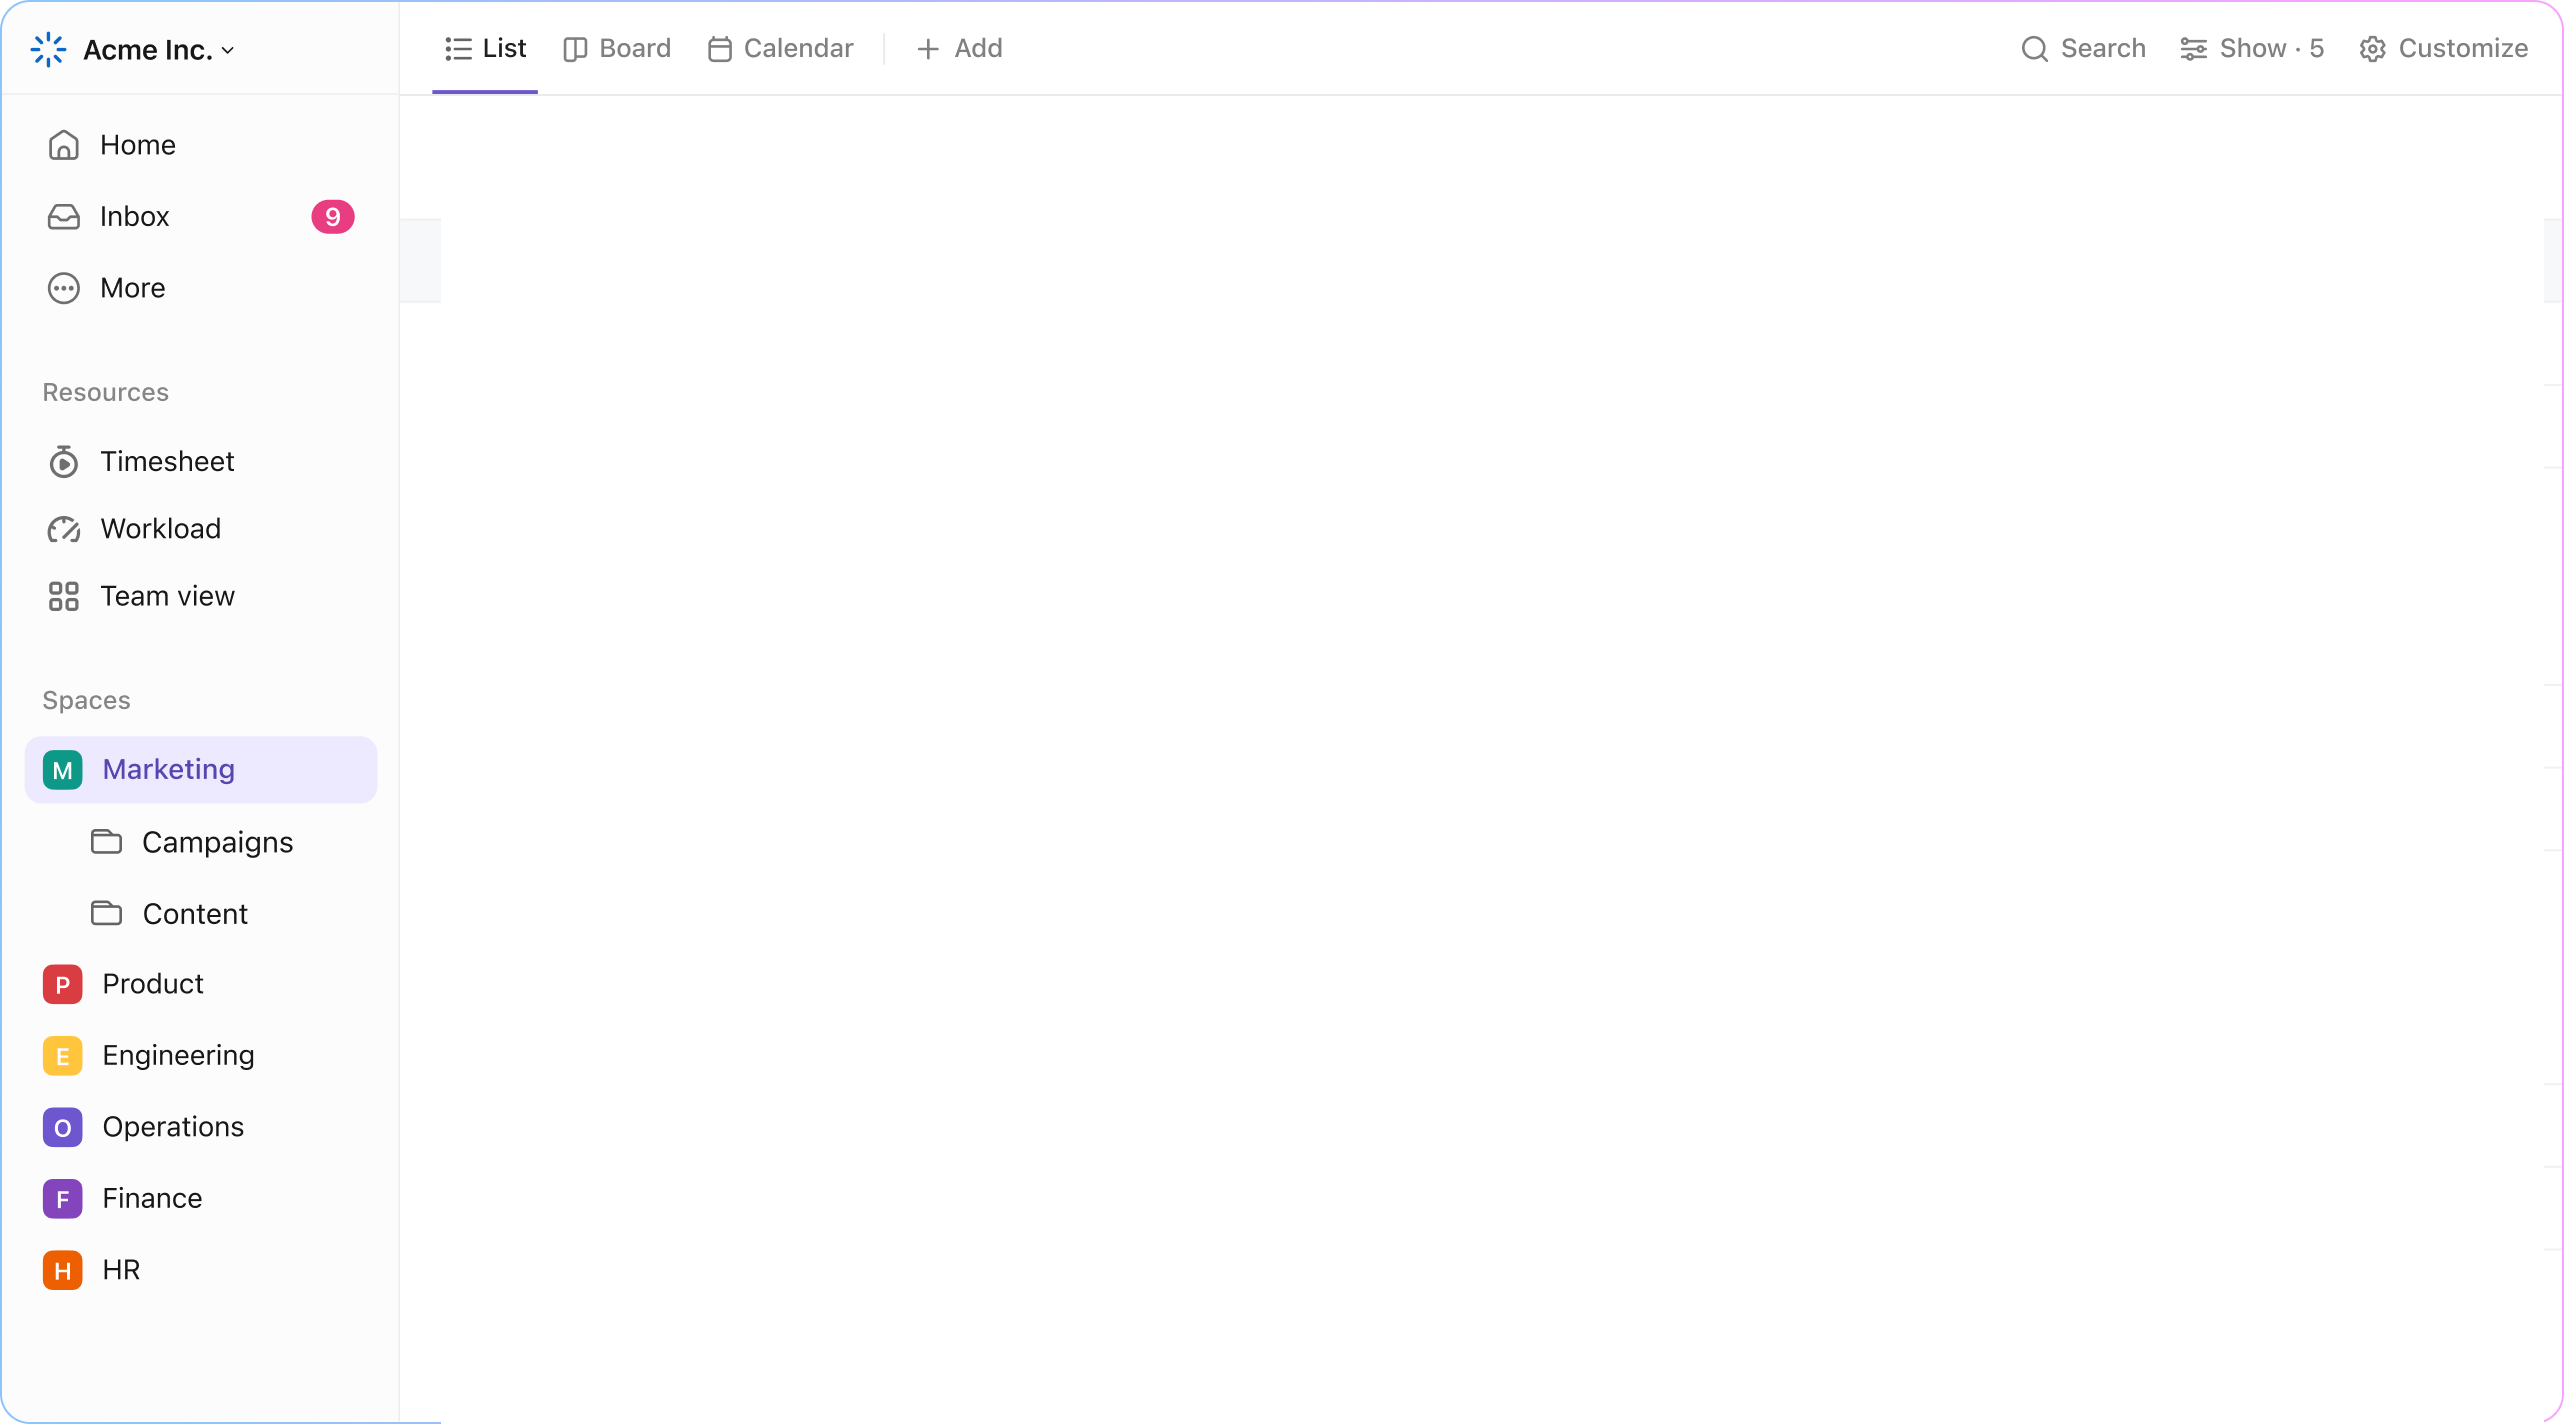 Acme Inc.
List Board Calendar Add Search Show · 5 Customize
Home
Inbox 9
More
Resources
Timesheet
Workload
Team view
Spaces
M Marketing
Campaigns
Content
P Product
E Engineering
O Operations
F Finance
H HR